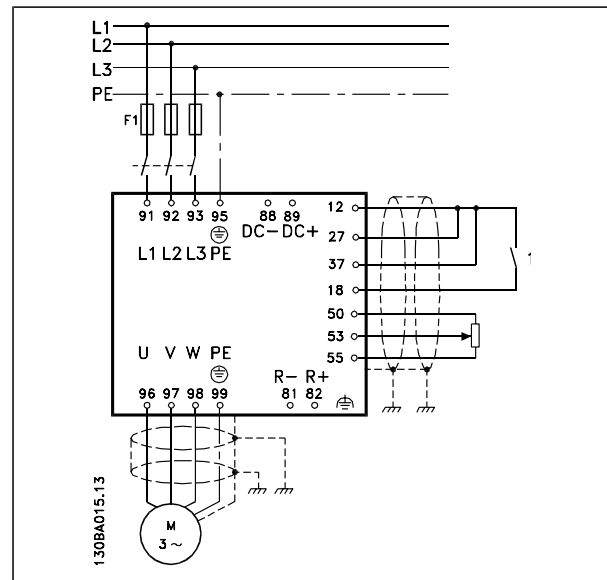 L1
L2
L3
PE
F1
91 92 93 95 88 89
DC- DC+
L1 L2 L3 PE
12
27
37
18
50
53
55
1
U V W PE
R- R+
96 97 98 99 81 82
M
3 ~
130BA015.13